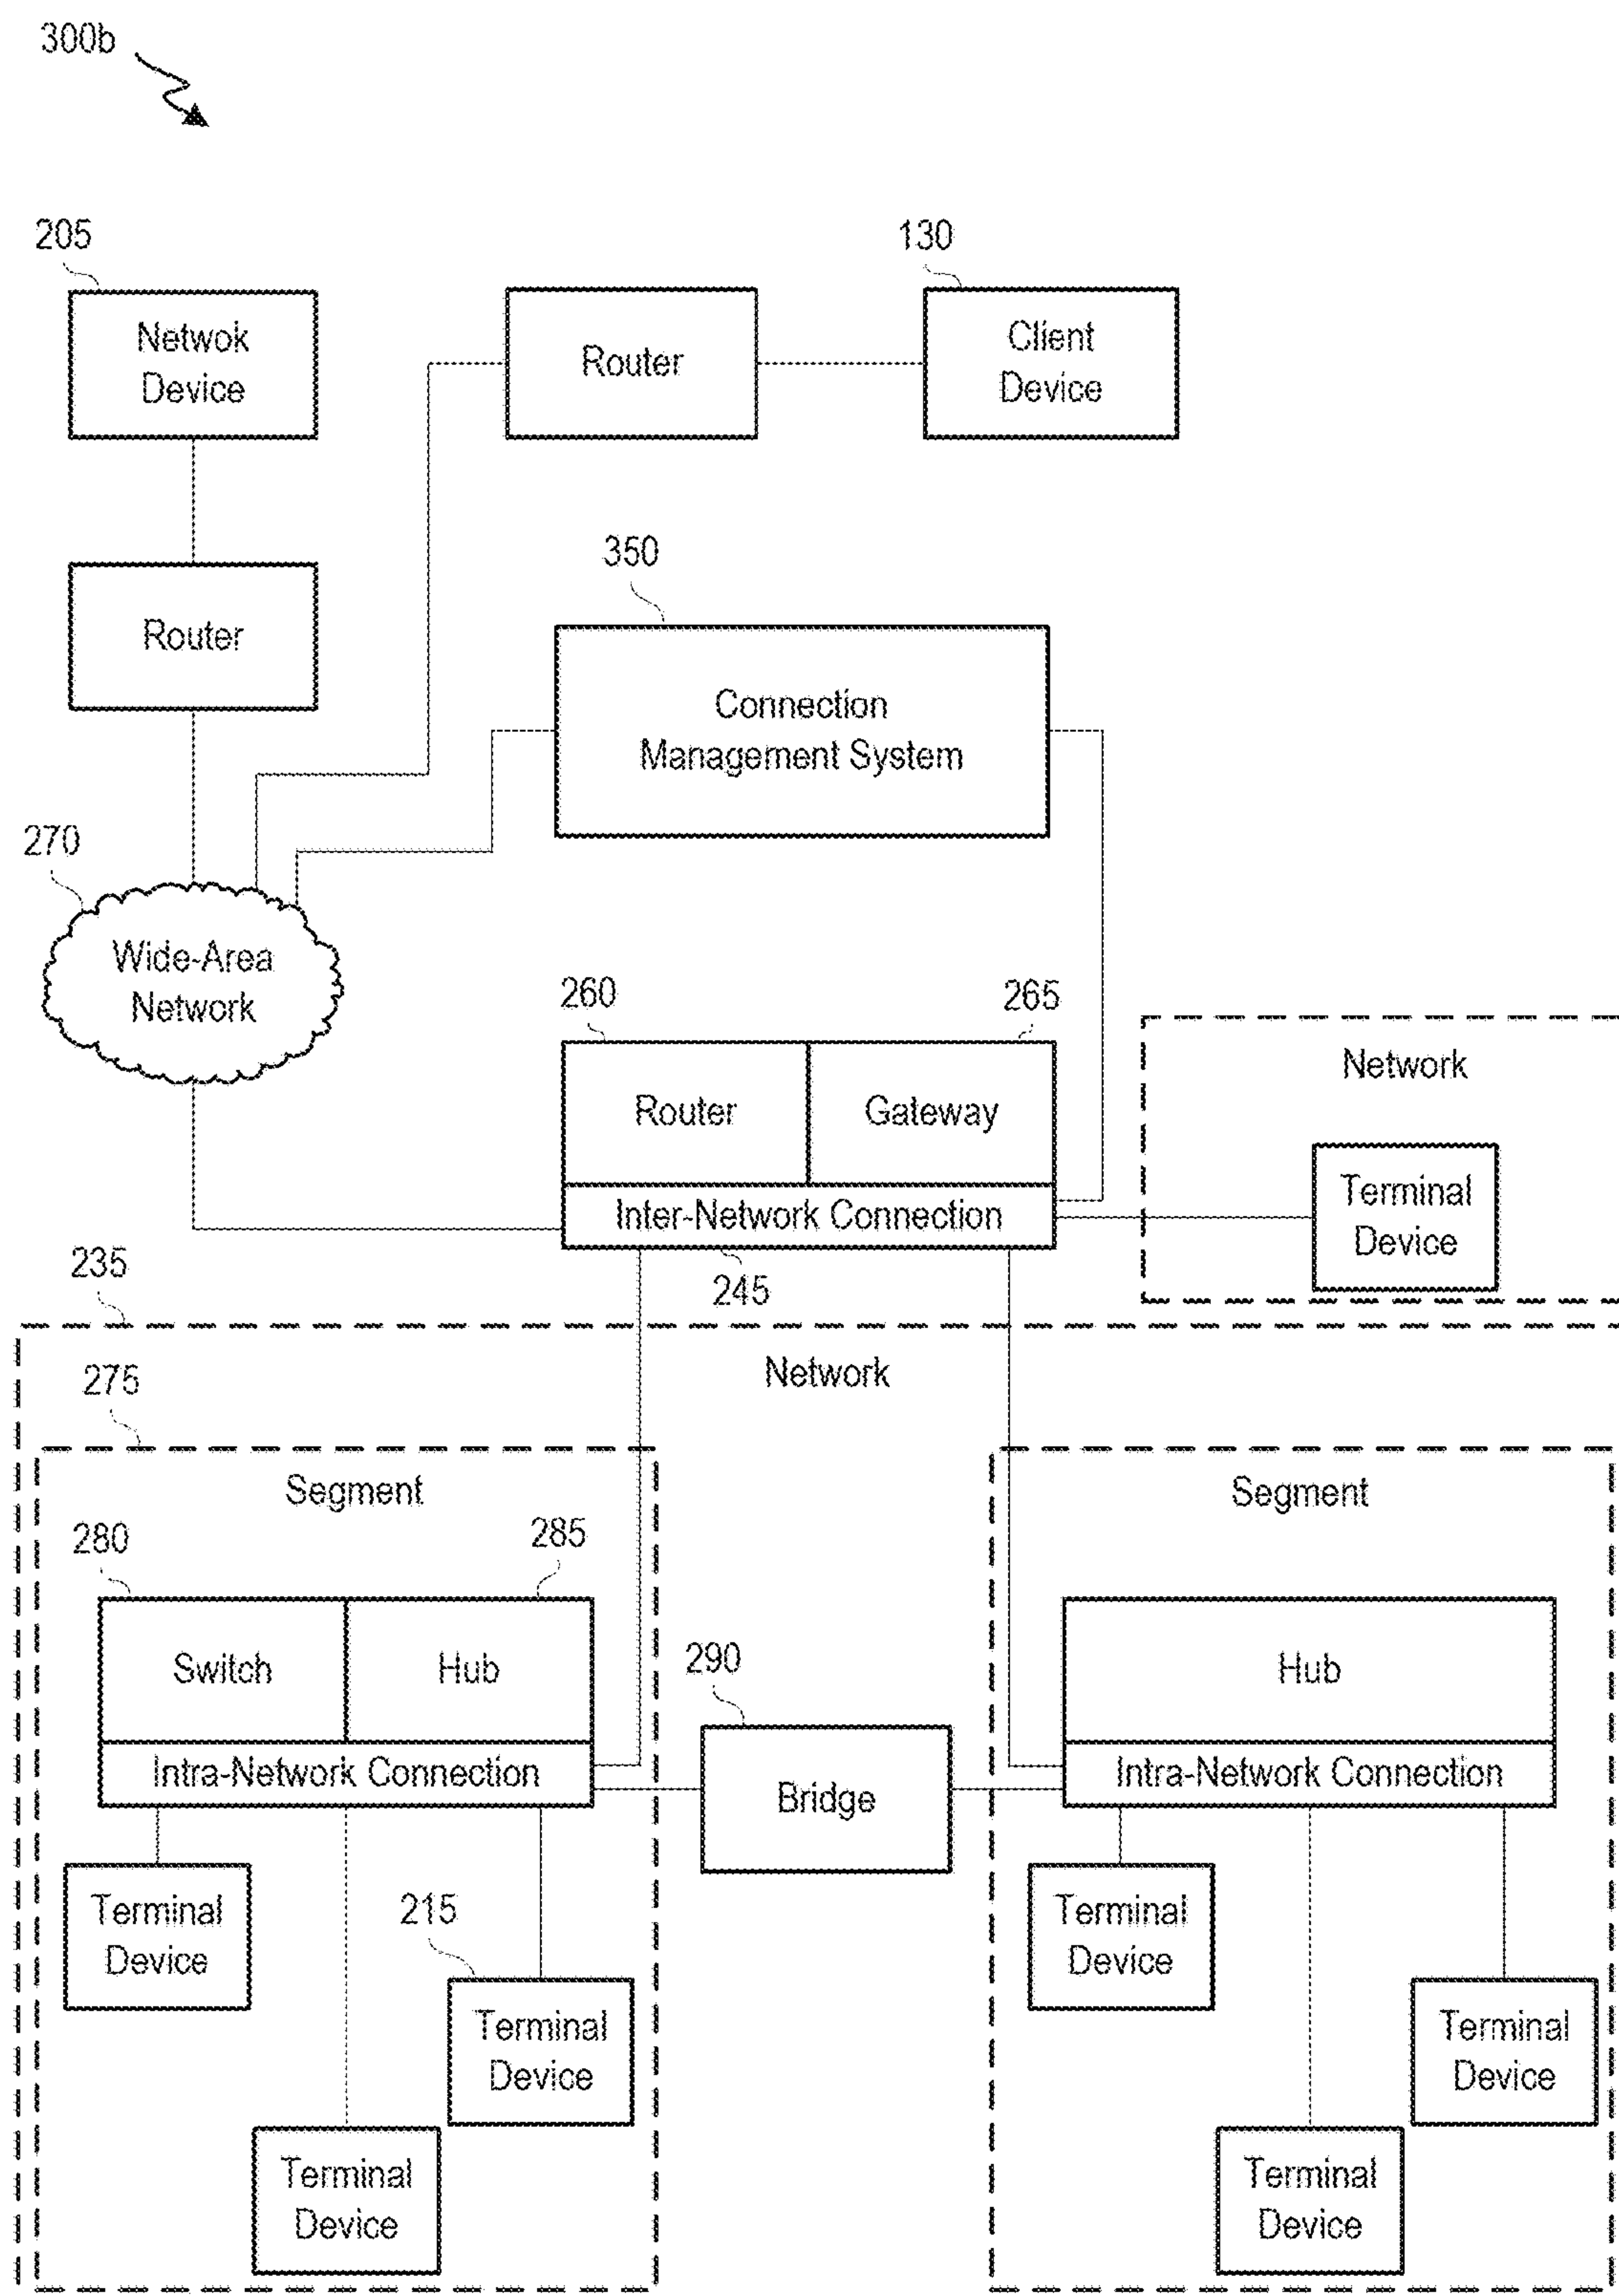 300b
205
130
Netwok
Device
Router
Client
Device
350
Router
Connection
Management System
270
Wide-Area
Network
260
265
Router
Gateway
Network
Inter-Network Connection
Terminal
Device
245
235
Network
275
Segment
Segment
280
285
Switch
Hub
290
Hub
Intra-Network Connection
Bridge
Intra-Network Connection
Terminal
Device
215
Terminal
Device
Terminal
Device
Terminal
Device
Terminal
Device
Terminal
Device